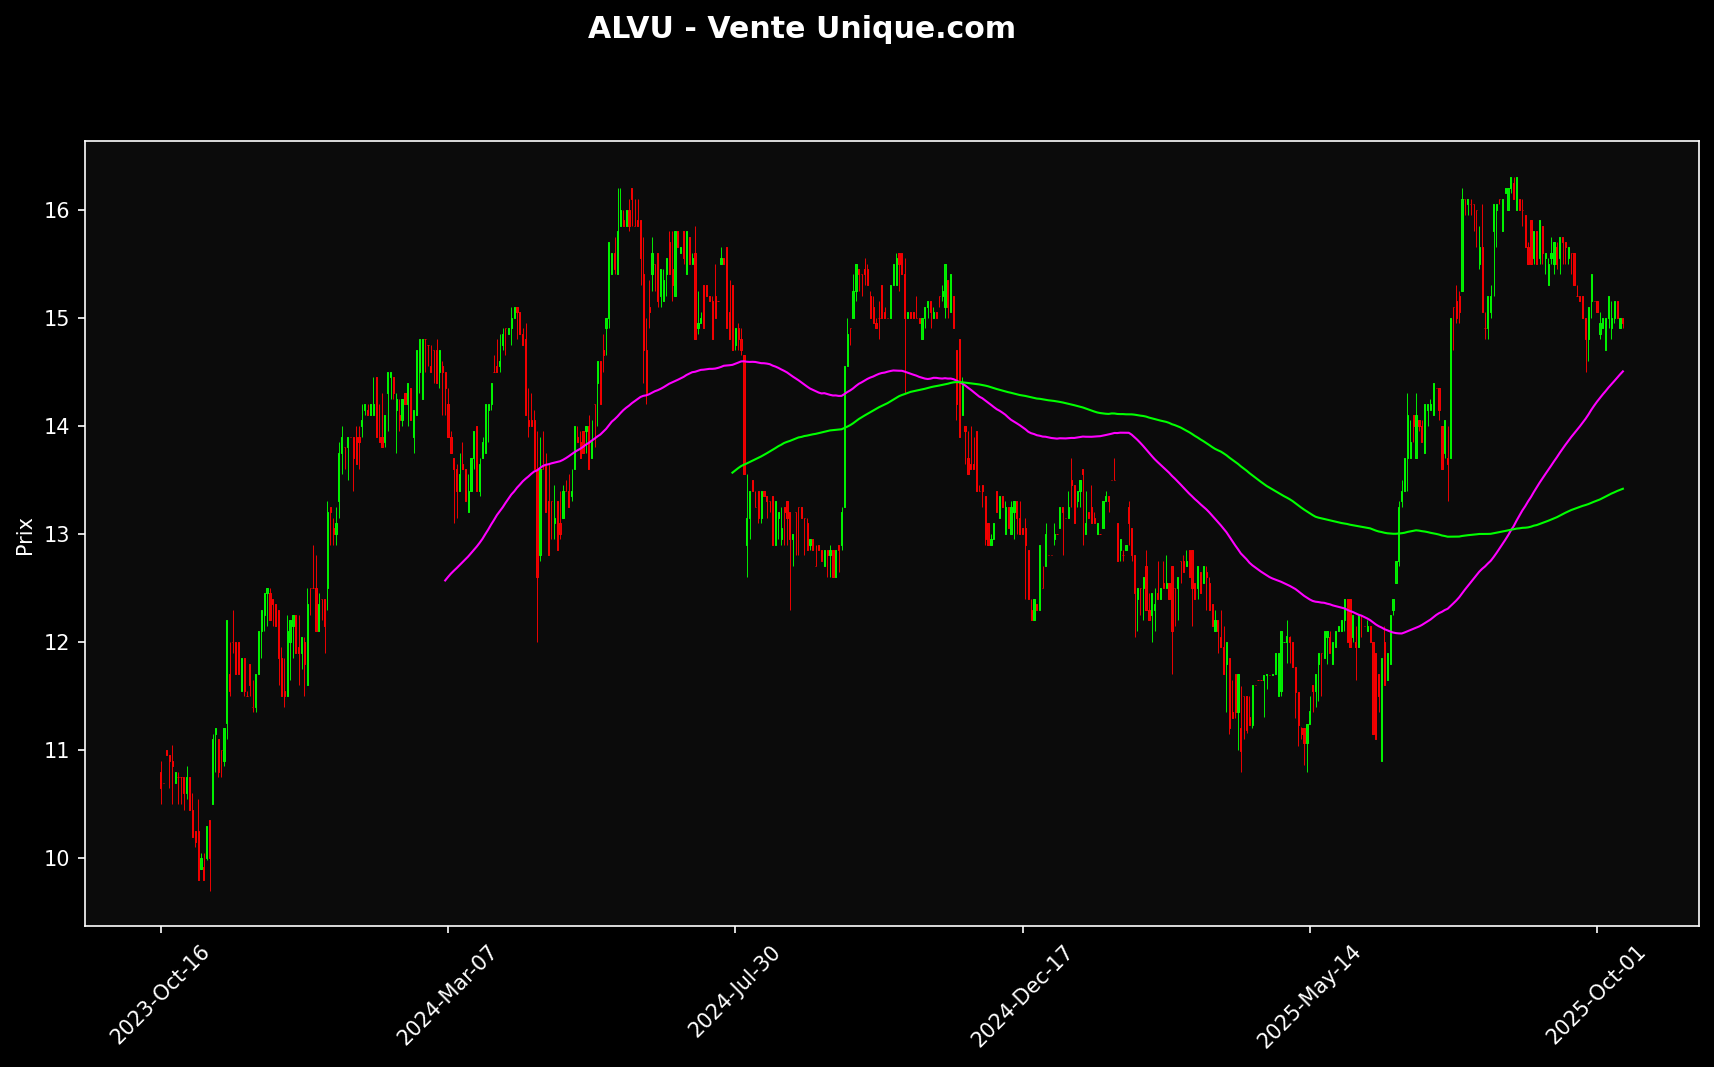 ALVU - Vente Unique.com
Prix
16
15
14
13
12
11
10
2023-Oct-16
2024-Mar-07
2024-Jul-30
2024-Dec-17
2025-May-14
2025-Oct-01